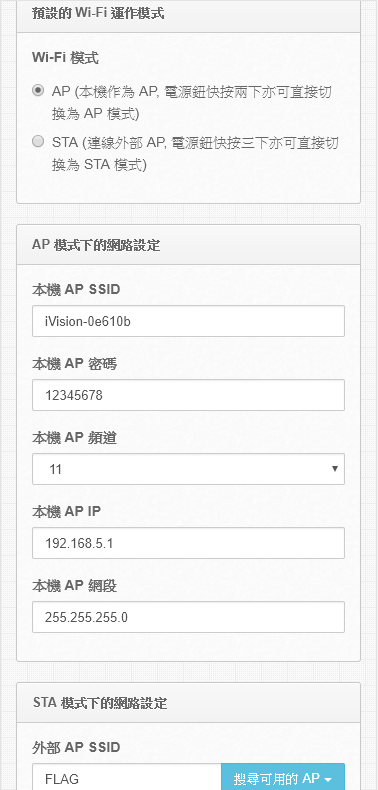 預設的 Wi-Fi 運作模式
Wi-Fi 模式
AP (本機作為 AP, 電源鈕快按兩下亦可直接切
換為 AP 模式)
STA (連線外部 AP, 電源鈕快按三下亦可直接切
換為 STA 模式)
AP 模式下的網路設定
本機 AP SSID
iVision-0e610b
本機 AP 密碼
12345678
本機 AP 頻道
11
本機 AP IP
192.168.5.1
本機 AP 網段
255.255.255.0
STA 模式下的網路設定
外部 AP SSID
FLAG
搜尋可用的 AP